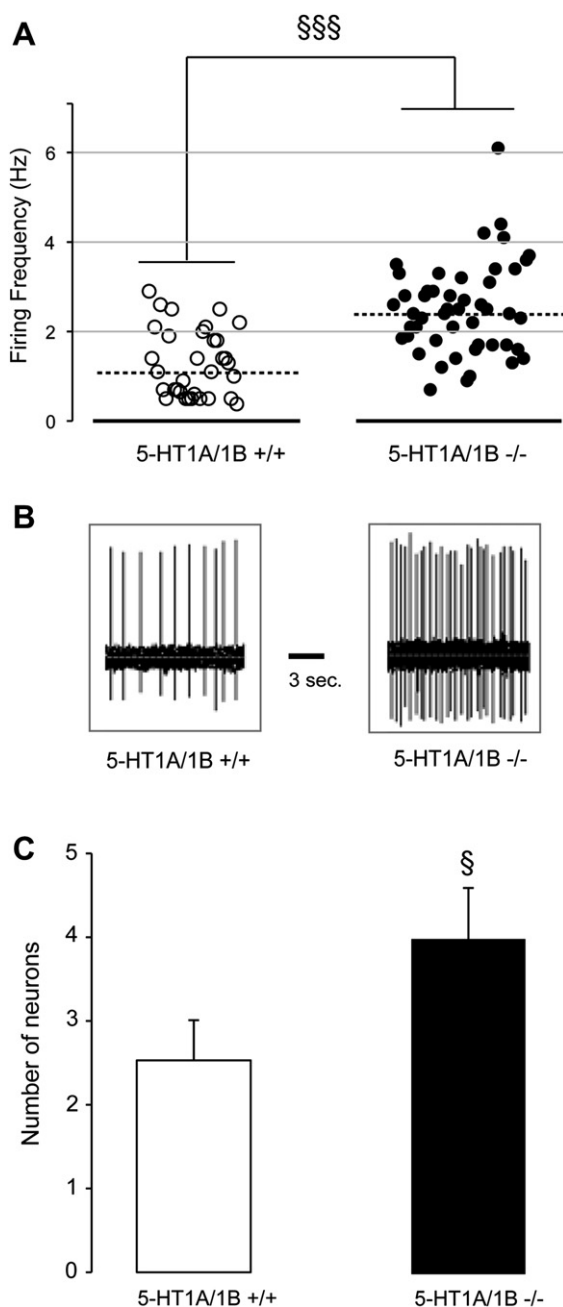 A
§§§
Firing Frequency (Hz)
6
4
2
0
5-HT1A/1B +/+
5-HT1A/1B -/-
B
3 sec.
5-HT1A/1B +/+
5-HT1A/1B -/-
C
Number of neurons
5
4
3
2
1
0
§
5-HT1A/1B +/+
5-HT1A/1B -/-